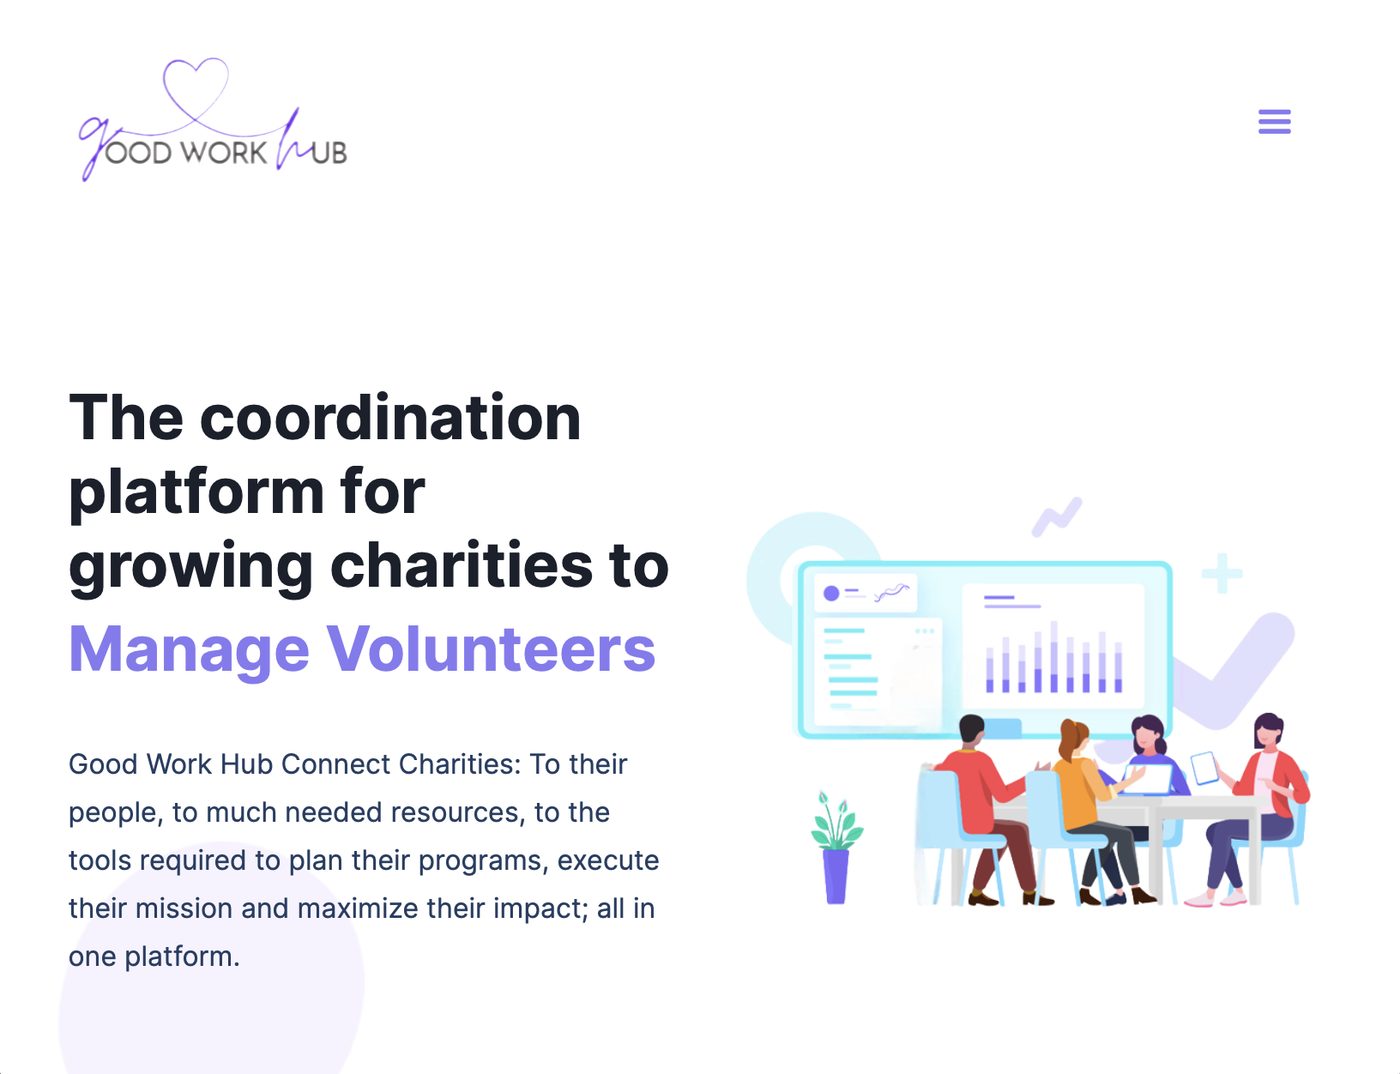 gOOD WORK hUB
The coordination
platform for
growing charities to
Manage Volunteers
Good Work Hub Connect Charities: To their
people, to much needed resources, to the
tools required to plan their programs, execute
their mission and maximize their impact; all in
one platform.